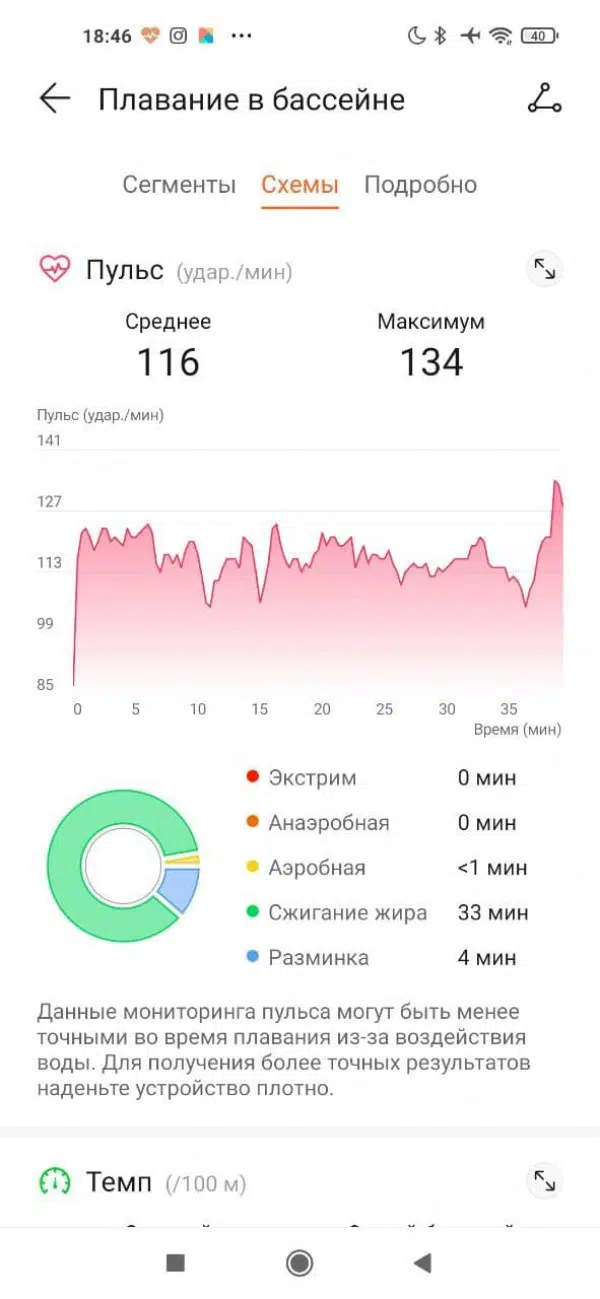 18:46
40
Плавание в бассейне
Сегменты Схемы Подробно
Пульс (удар./мин)
Среднее Максимум
116 134
Пульс (удар./мин)
141
127
113
99
85
0 5 10 15 20 25 30 35
Время (мин)
Экстрим 0 мин
Анаэробная 0 мин
Аэробная <1 мин
Сжигание жира 33 мин
Разминка 4 мин
Данные мониторинга пульса могут быть менее
точными во время плавания из-за воздействия
воды. Для получения более точных результатов
наденьте устройство плотно.
Темп (/100 м)